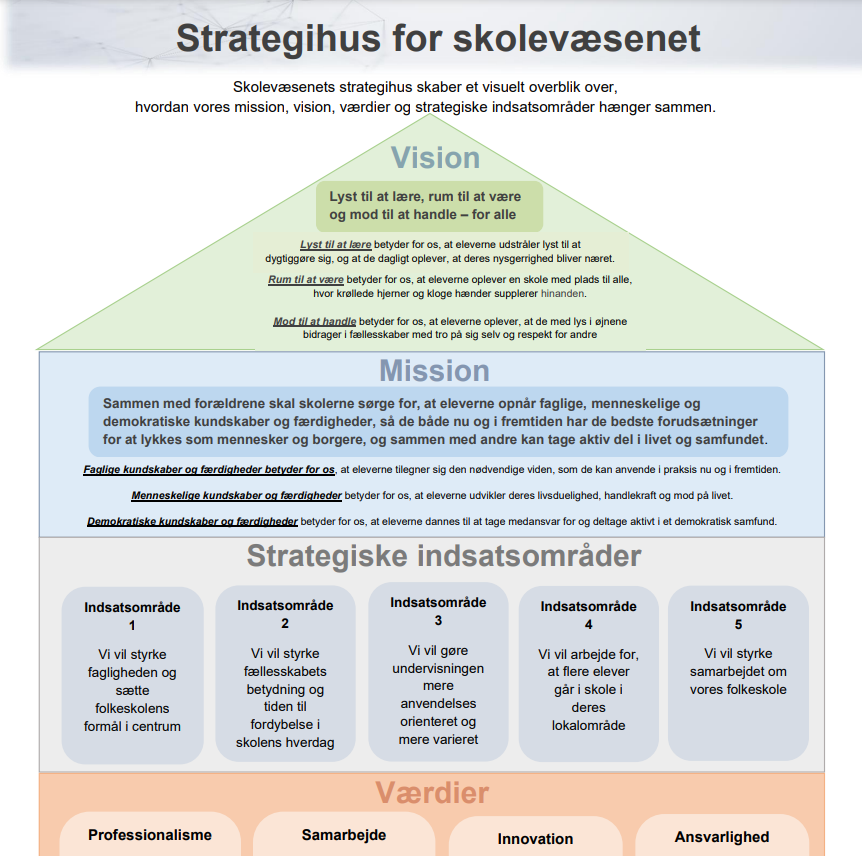 Strategihus for skolevæsenet
Skolevæsenets strategihus skaber et visuelt overblik over,
hvordan vores mission, vision, værdier og strategiske indsatsområder hænger sammen.
Vision
Lyst til at lære, rum til at være
og mod til at handle – for alle
Lyst til at lære betyder for os, at eleverne udstråler lyst til at
dygtiggøre sig, og at de dagligt oplever, at deres nysgerrighed bliver næret.
Rum til at være betyder for os, at eleverne oplever en skole med plads til alle,
hvor krøllede hjerner og kloge hænder supplerer hinanden.
Mod til at handle betyder for os, at eleverne oplever, at de med lys i øjnene
bidrager i fællesskaber med tro på sig selv og respekt for andre
Mission
Sammen med forældrene skal skolerne sørge for, at eleverne opnår faglige, menneskelige og
demokratiske kundskaber og færdigheder, så de både nu og i fremtiden har de bedste forudsætninger
for at lykkes som mennesker og borgere, og sammen med andre kan tage aktiv del i livet og samfundet.
Faglige kundskaber og færdigheder betyder for os, at eleverne tilegner sig den nødvendige viden, som de kan anvende i praksis nu og i fremtiden.
Menneskelige kundskaber og færdigheder betyder for os, at eleverne udvikler deres livsduelighed, handlekraft og mod på livet.
Demokratiske kundskaber og færdigheder betyder for os, at eleverne dannes til at tage medansvar for og deltage aktivt i et demokratisk samfund.
Strategiske indsatsområder
Indsatsområde
1
Vi vil styrke
fagligheden og
sætte
folkeskolens
formål i centrum
Indsatsområde
2
Vi vil styrke
fællesskabets
betydning og
tiden til
fordybelse i
skolens hverdag
Indsatsområde
3
Vi vil gøre
undervisningen
mere
anvendelses
orienteret og
mere varieret
Indsatsområde
4
Vi vil arbejde for,
at flere elever
går i skole i
deres
lokalområde
Indsatsområde
5
Vi vil styrke
samarbejdet om
vores folkeskole
Værdier
Professionalisme
Samarbejde
Innovation
Ansvarlighed